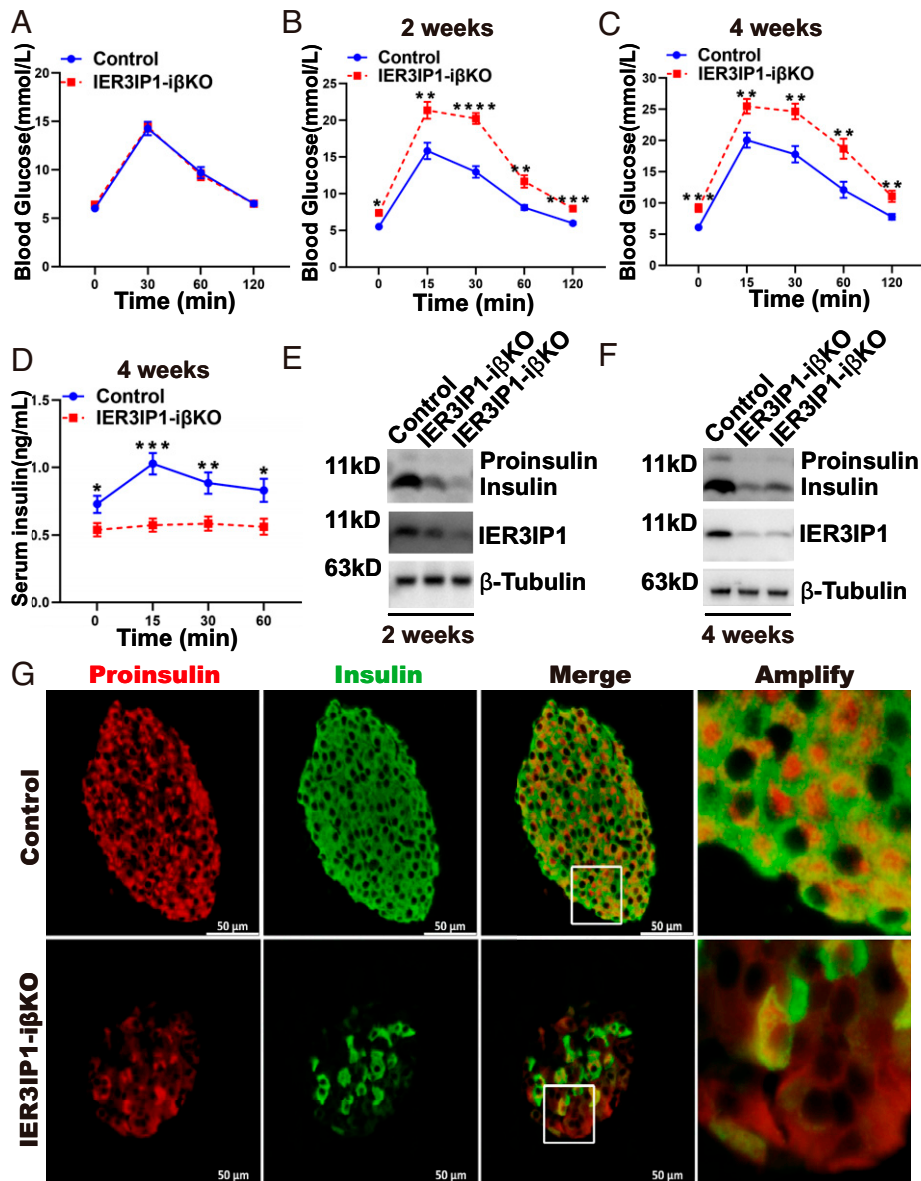 A
Control
IER3IP1-iβKO
Blood Glucose(mmol/L)
20
15
10
5
0
0 30 60 120
Time (min)
B
2 weeks
Control
IER3IP1-iβKO
Blood Glucose(mmol/L)
25
20
15
10
5
0
* ** **** ** ****
0 15 30 60 120
Time (min)
C
4 weeks
Control
IER3IP1-iβKO
Blood Glucose(mmol/L)
30
25
20
15
10
5
0
*** ** ** ** **
0 15 30 60 120
Time (min)
D
4 weeks
Control
IER3IP1-iβKO
Serum insulin(ng/mL)
1.5
1.0
0.5
0.0
* *** ** *
0 15 30 60
Time (min)
E
Control
IER3IP1-iβKO
IER3IP1-iβKO
11kD
Proinsulin
Insulin
11kD
IER3IP1
63kD
β-Tubulin
2 weeks
F
Control
IER3IP1-iβKO
IER3IP1-iβKO
11kD
Proinsulin
Insulin
11kD
IER3IP1
63kD
β-Tubulin
4 weeks
G
Proinsulin Insulin Merge Amplify
Control
50 µm 50 µm 50 µm
IER3IP1-iβKO
50 µm 50 µm 50 µm